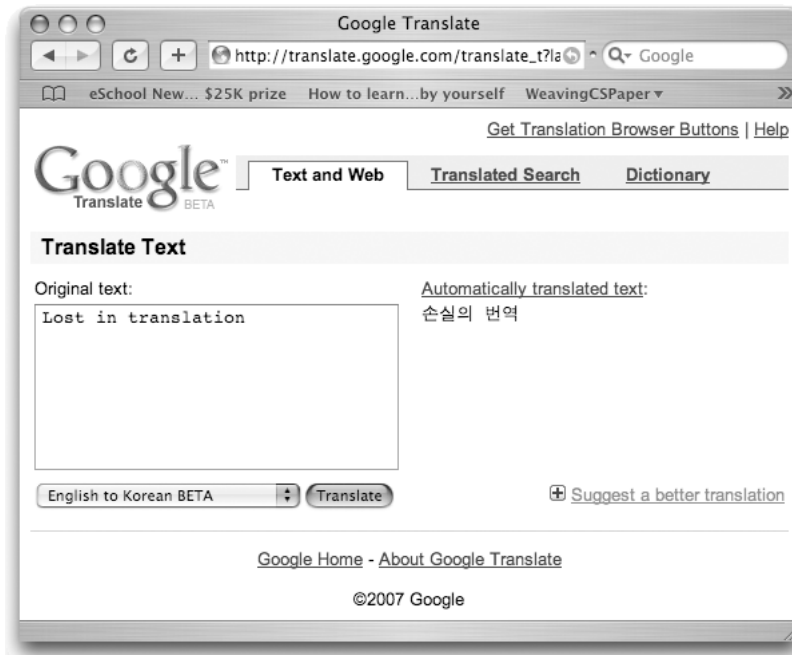 Google Translate
http://translate.google.com/translate_t?la
Google
eSchool New... $25K prize How to learn...by yourself WeavingCSPaper
Get Translation Browser Buttons | Help
Google™
Translate BETA
Text and Web Translated Search Dictionary
Translate Text
Original text:
Lost in translation
Automatically translated text:
손실의 번역
English to Korean BETA
Translate
Suggest a better translation
Google Home - About Google Translate
©2007 Google